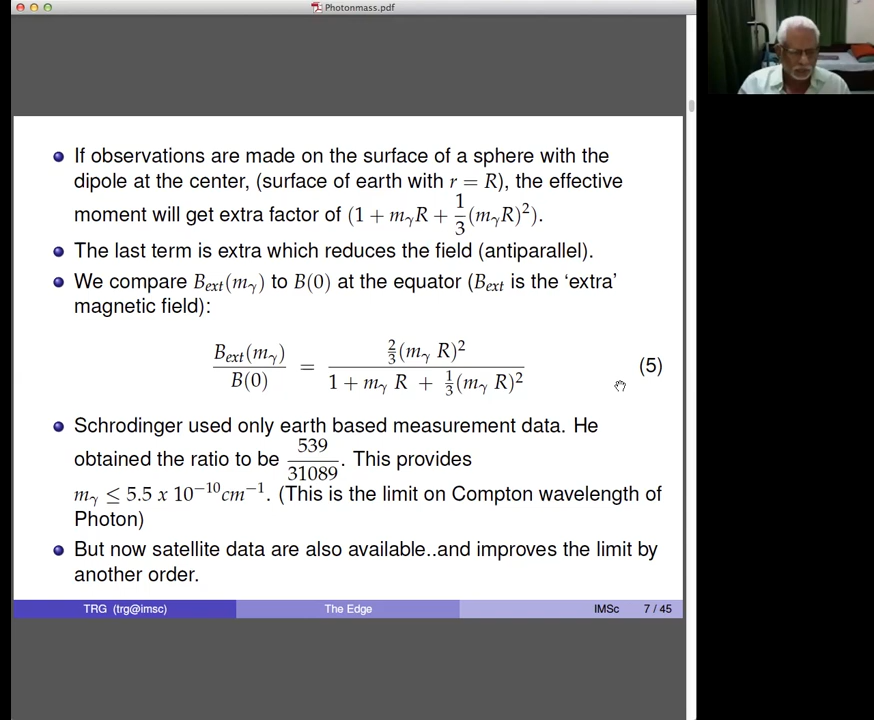 Photonmass.pdf
If observations are made on the surface of a sphere with the
dipole at the center, (surface of earth with r = R), the effective
moment will get extra factor of (1 + m_γR + 1/3(m_γR)²).
The last term is extra which reduces the field (antiparallel).
We compare B_ext(m_γ) to B(0) at the equator (B_ext is the ‘extra’
magnetic field):
B_ext(m_γ)/B(0) = 2/3(m_γ R)² / 1 + m_γ R + 1/3(m_γ R)² (5)
Schrodinger used only earth based measurement data. He
obtained the ratio to be 539/31089. This provides
m_γ ≤ 5.5 x 10⁻¹⁰cm⁻¹. (This is the limit on Compton wavelength of
Photon)
But now satellite data are also available..and improves the limit by
another order.
TRG (trg@imsc) The Edge IMSc 7 / 45